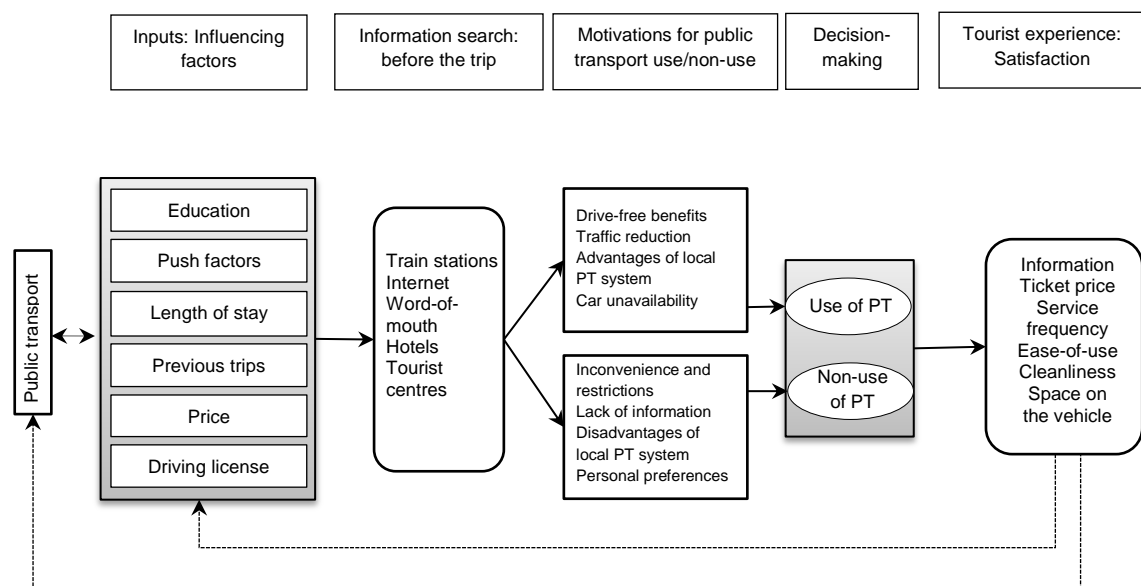 Inputs: Influencing
factors
Information search:
before the trip
Motivations for public
transport use/non-use
Decision-
making
Tourist experience:
Satisfaction
Public transport
Education
Push factors
Length of stay
Previous trips
Price
Driving license
Train stations
Internet
Word-of-
mouth
Hotels
Tourist
centres
Drive-free benefits
Traffic reduction
Advantages of local
PT system
Car unavailability
Inconvenience and
restrictions
Lack of information
Disadvantages of
local PT system
Personal preferences
Use of PT
Non-use
of PT
Information
Ticket price
Service
frequency
Ease-of-use
Cleanliness
Space on
the vehicle